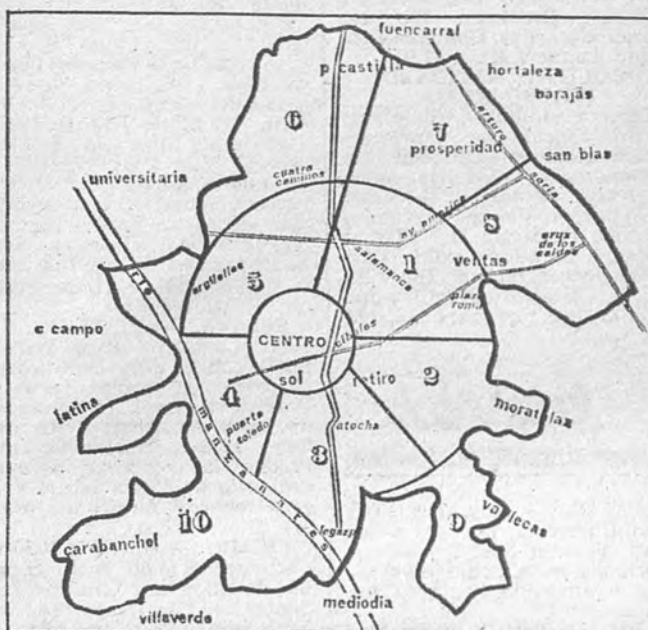 fuencarral
p. castilla
hortaleza
barajas
6
7
arturo
soria
prosperidad
san blas
cuatro
caminos
universitaria
av. america
cruz
de los
caidos
ventas
salamanca
1
arguelles
5
plaza
roma
rio
manzanares
c campo
CENTRO
cibeles
sol
retiro
2
4
latina
puerta
toledo
moratalaz
atocha
3
vallecas
9
10
legazpi
carabanchel
mediodia
villaverde